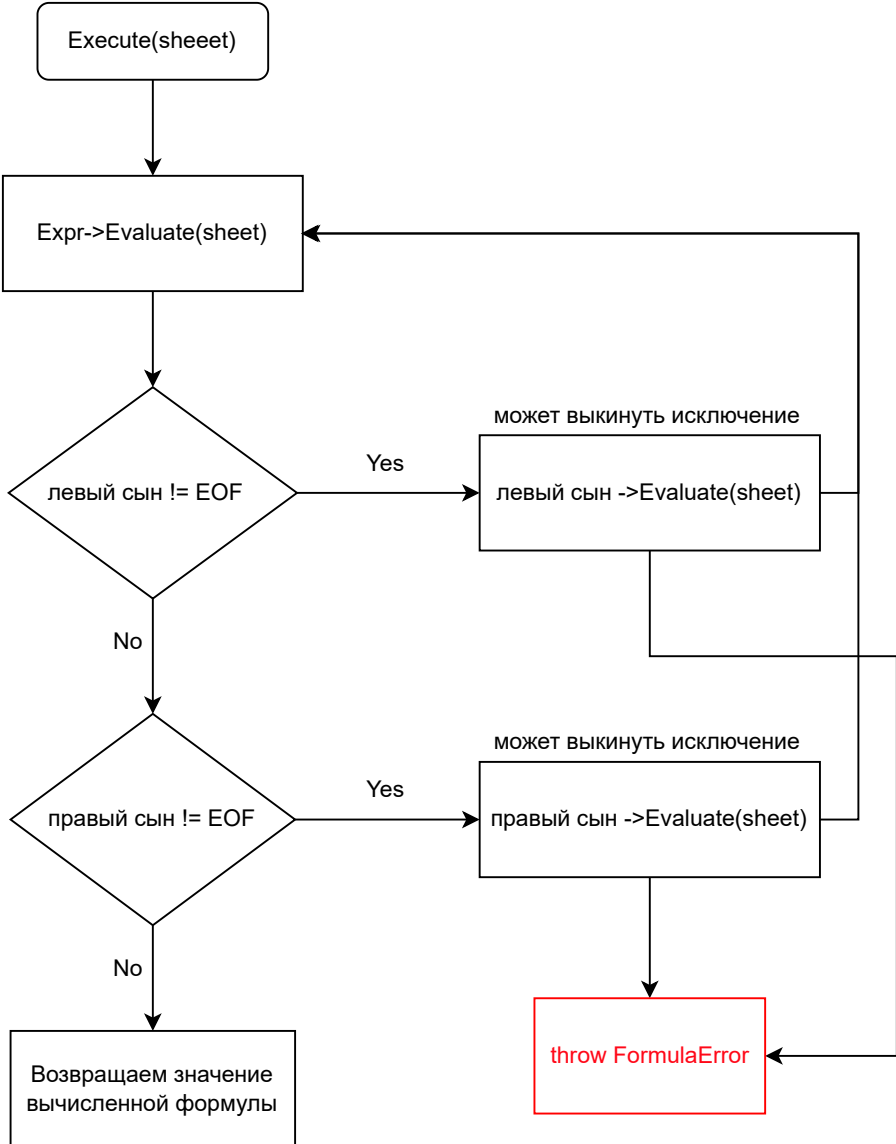 Execute(sheeet)
Expr->Evaluate(sheet)
может выкинуть исключение
левый сын != EOF
Yes
левый сын ->Evaluate(sheet)
No
может выкинуть исключение
правый сын != EOF
Yes
правый сын ->Evaluate(sheet)
No
throw FormulaError
Возвращаем значение
вычисленной формулы